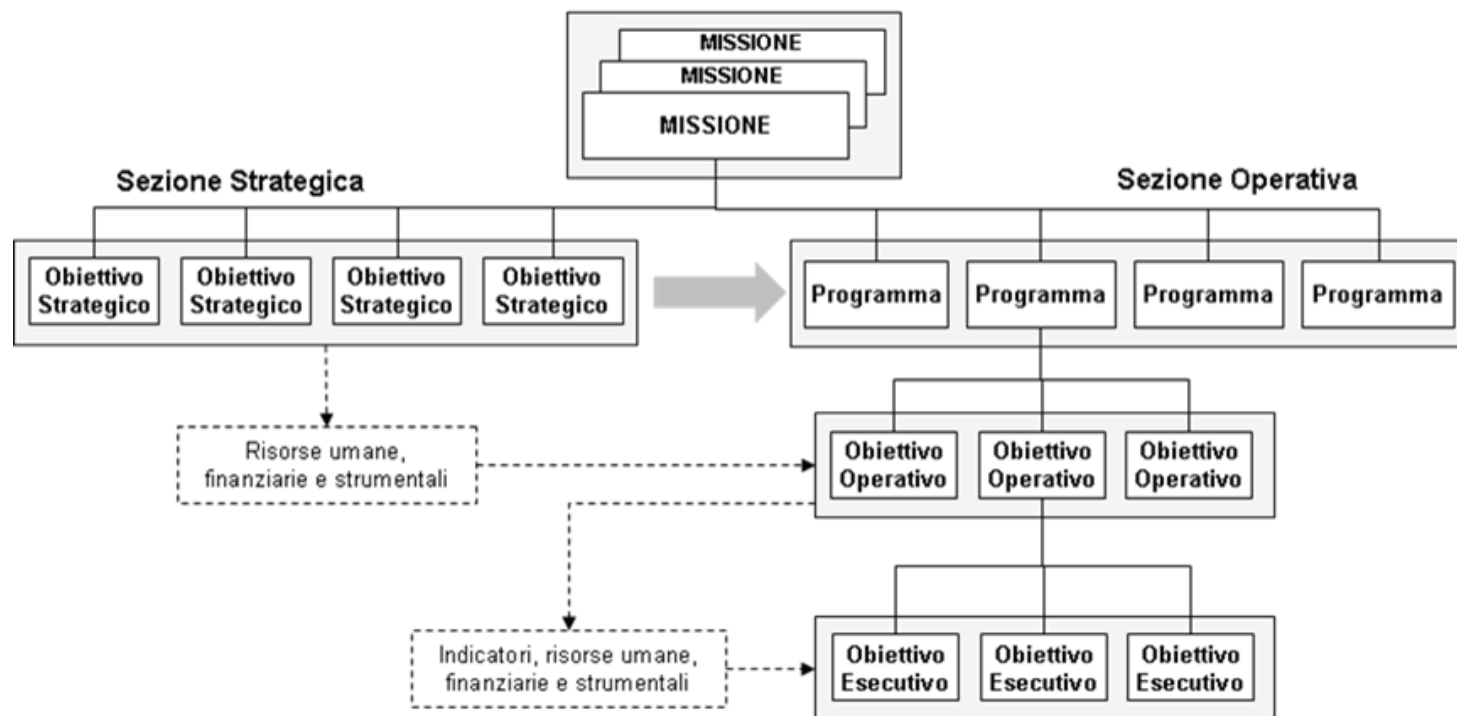 MISSIONE
MISSIONE
MISSIONE
Sezione Strategica
Sezione Operativa
Obiettivo
Strategico
Obiettivo
Strategico
Obiettivo
Strategico
Obiettivo
Strategico
Programma
Programma
Programma
Programma
Risorse umane,
finanziarie e strumentali
Obiettivo
Operativo
Obiettivo
Operativo
Obiettivo
Operativo
Indicatori, risorse umane,
finanziarie e strumentali
Obiettivo
Esecutivo
Obiettivo
Esecutivo
Obiettivo
Esecutivo